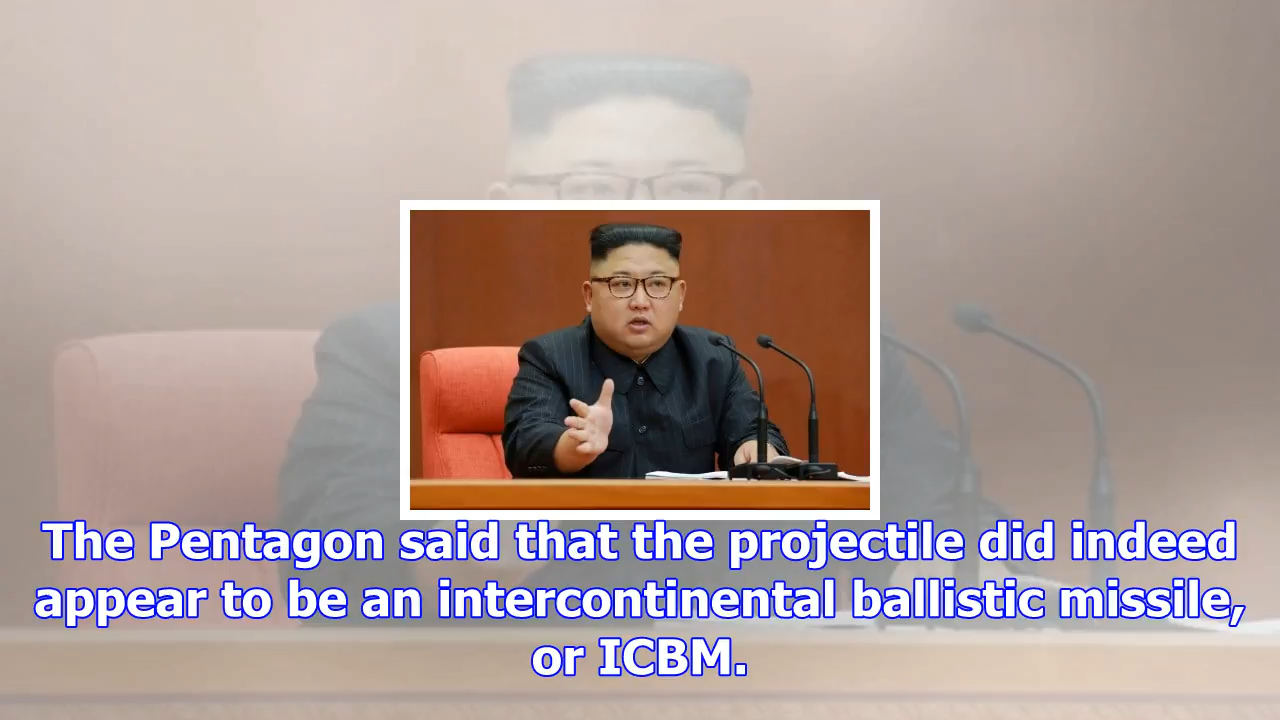 The Pentagon said that the projectile did indeed
appear to be an intercontinental ballistic missile,
or ICBM.